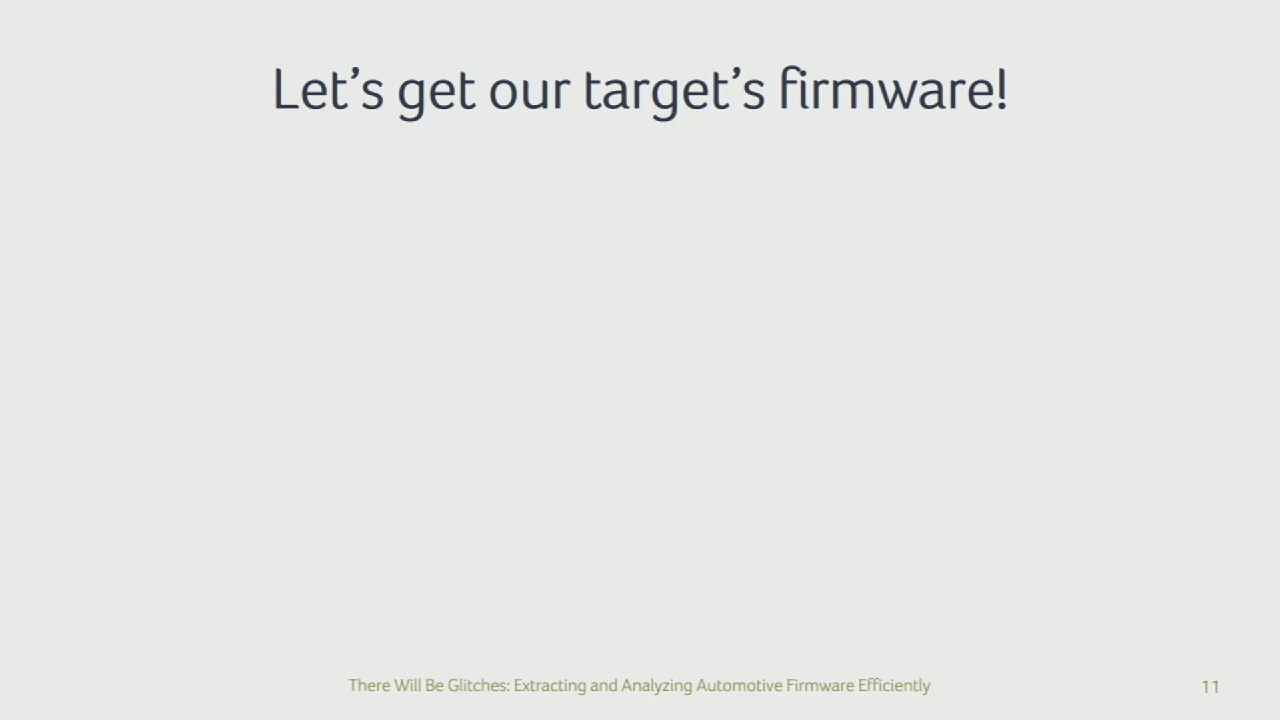 Let’s get our target’s firmware!
There Will Be Glitches: Extracting and Analyzing Automotive Firmware Efficiently
11